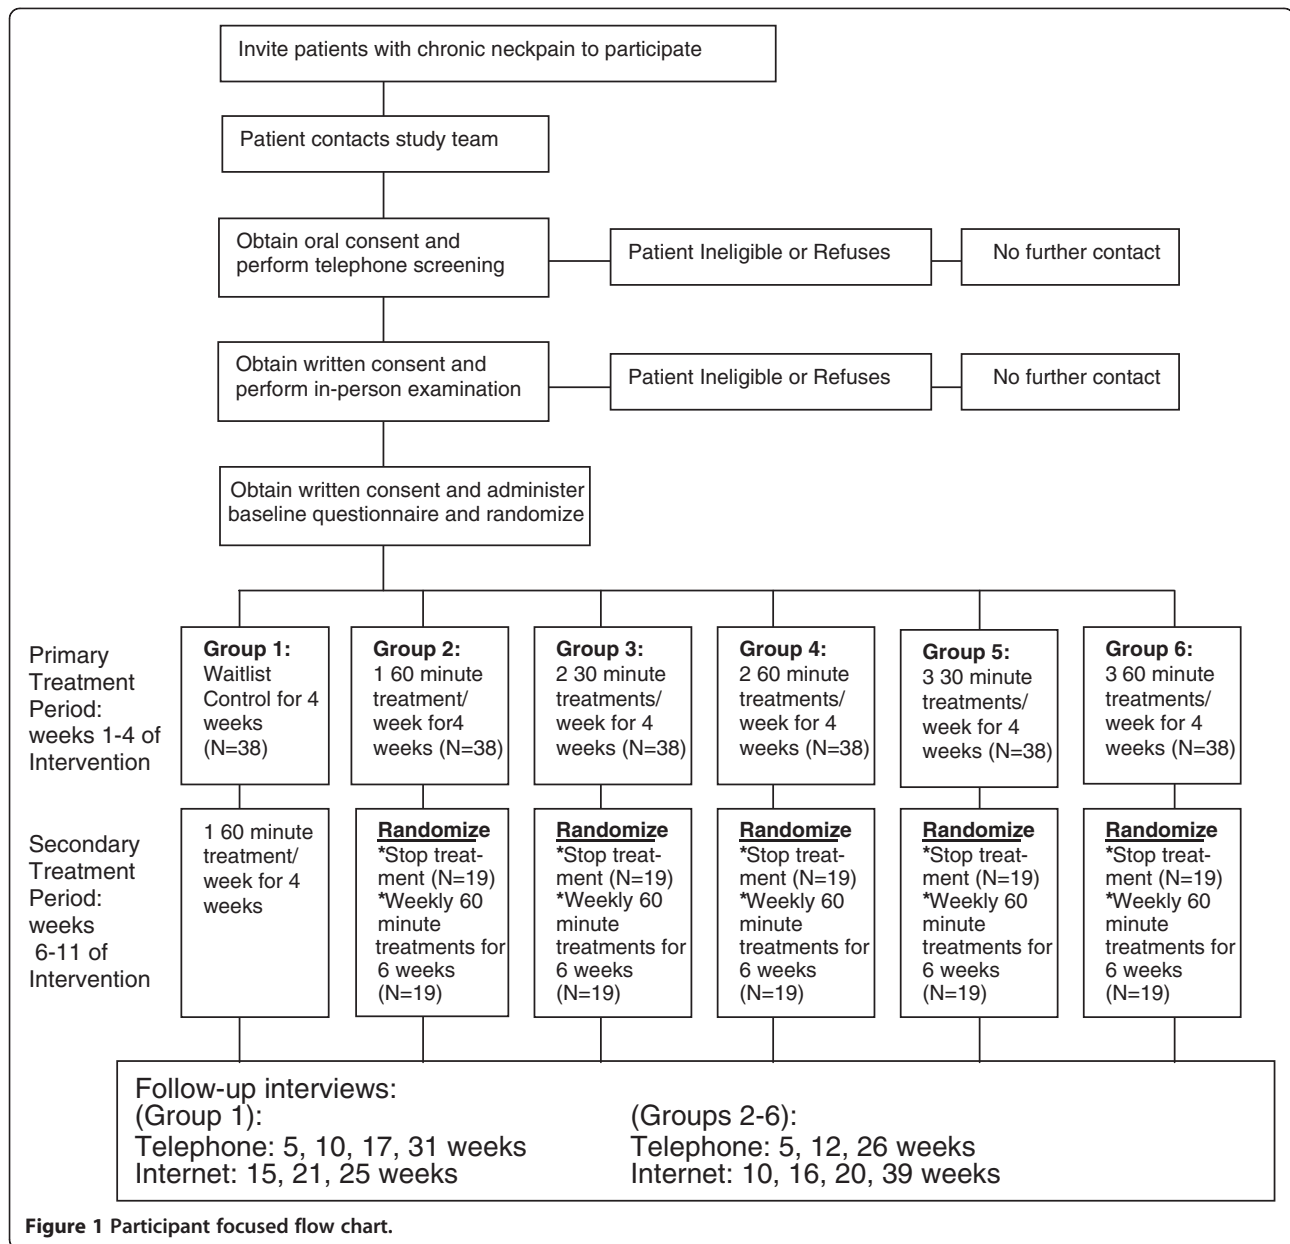 Invite patients with chronic neckpain to participate
Patient contacts study team
Obtain oral consent and
perform telephone screening
Patient Ineligible or Refuses
No further contact
Obtain written consent and
perform in-person examination
Patient Ineligible or Refuses
No further contact
Obtain written consent and administer
baseline questionnaire and randomize
Primary
Treatment
Period:
weeks 1-4 of
Intervention
Group 1:
Waitlist
Control for 4
weeks
(N=38)
Group 2:
1 60 minute
treatment/
week for4
weeks (N=38)
Group 3:
2 30 minute
treatments/
week for 4
weeks (N=38)
Group 4:
2 60 minute
treatments/
week for 4
weeks (N=38)
Group 5:
3 30 minute
treatments/
week for 4
weeks (N=38)
Group 6:
3 60 minute
treatments/
week for 4
weeks (N=38)
Secondary
Treatment
Period:
weeks
6-11 of
Intervention
1 60 minute
treatment/
week for 4
weeks
Randomize
*Stop treat-
ment (N=19)
*Weekly 60
minute
treatments for
6 weeks
(N=19)
Randomize
*Stop treat-
ment (N=19)
*Weekly 60
minute
treatments for
6 weeks
(N=19)
Randomize
*Stop treat-
ment (N=19)
*Weekly 60
minute
treatments for
6 weeks
(N=19)
Randomize
*Stop treat-
ment (N=19)
*Weekly 60
minute
treatments for
6 weeks
(N=19)
Randomize
*Stop treat-
ment (N=19)
*Weekly 60
minute
treatments for
6 weeks
(N=19)
Follow-up interviews:
(Group 1):
Telephone: 5, 10, 17, 31 weeks
Internet: 15, 21, 25 weeks
(Groups 2-6):
Telephone: 5, 12, 26 weeks
Internet: 10, 16, 20, 39 weeks
Figure 1 Participant focused flow chart.